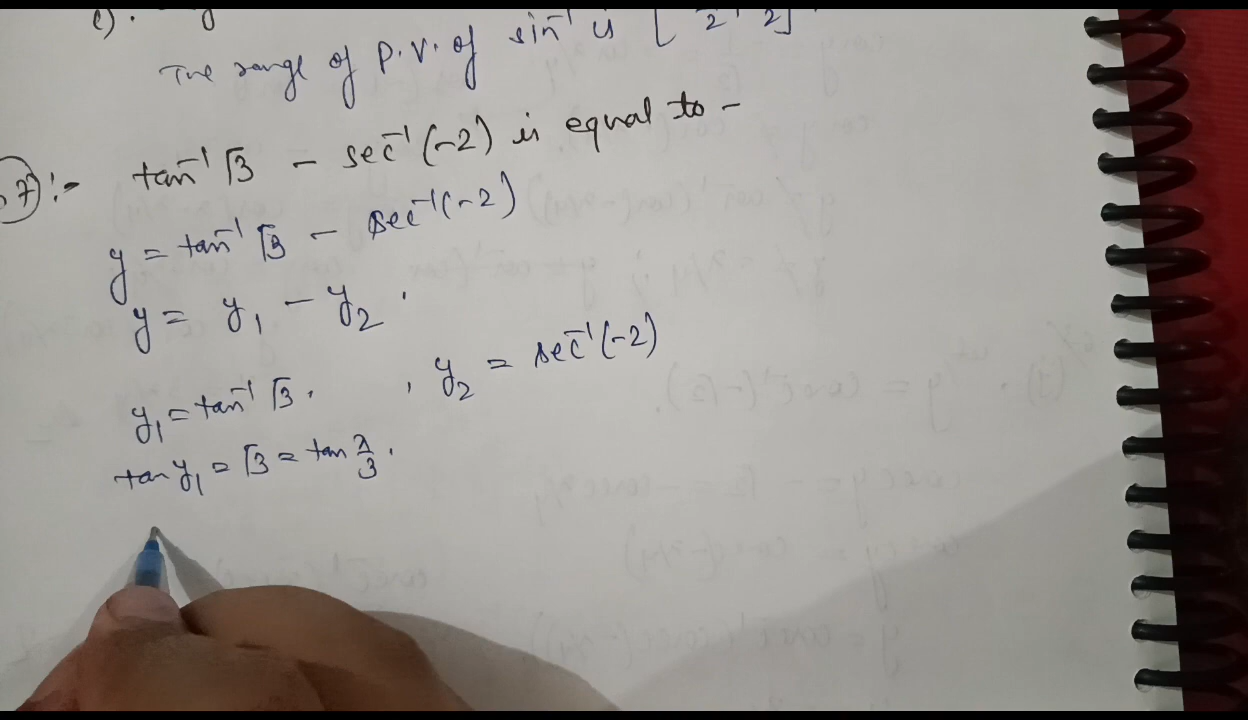 The range of P.V. of sin⁻¹ is [ 2, 2]
7):- tan⁻¹ √3 - sec⁻¹(-2) is equal to -
y = tan⁻¹ √3 - sec⁻¹(-2)
y = y₁ - y₂ .
y₁ = tan⁻¹ √3 . , y₂ = sec⁻¹(-2)
tan y₁ = √3 = tan π/3 .